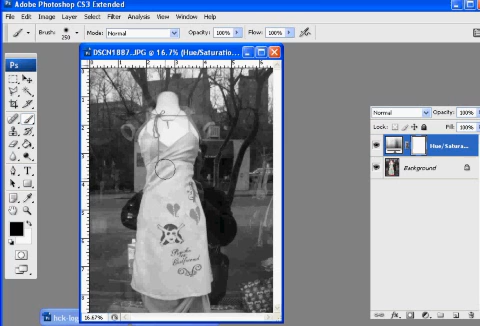 Adobe Photoshop CS3 Extended
File Edit Image Layer Select Filter Analysis View Window Help
Brush: 250 Mode: Normal Opacity: 100% Flow: 100%
DSCN1887.JPG @ 16.7% (Hue/Saturatio...
Ps
Normal Opacity: 100%
Lock: Fill: 100%
Hue/Satura...
Background
Psycho
Girlfriend
16.67%